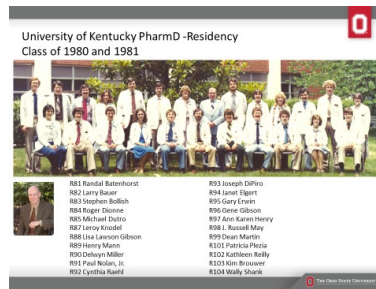 University of Kentucky PharmD -Residency
Class of 1980 and 1981
R81 Randal Batenhorst
R82 Larry Bauer
R83 Stephen Bollish
R84 Roger Dionne
R85 Michael Dutro
R87 Leroy Knodel
R88 Lisa Lawson Gibson
R89 Henry Mann
R90 Delwyn Miller
R91 Paul Nolan, Jr.
R92 Cynthia Raehl
R93 Joseph DiPiro
R94 Janet Elgert
R95 Gary Erwin
R96 Gene Gibson
R97 Ann Karen Henry
R98 J. Russell May
R99 Dean Martin
R101 Patricia Plezia
R102 Kathleen Reilly
R103 Kim Brouwer
R104 Wally Shank
The Ohio State University